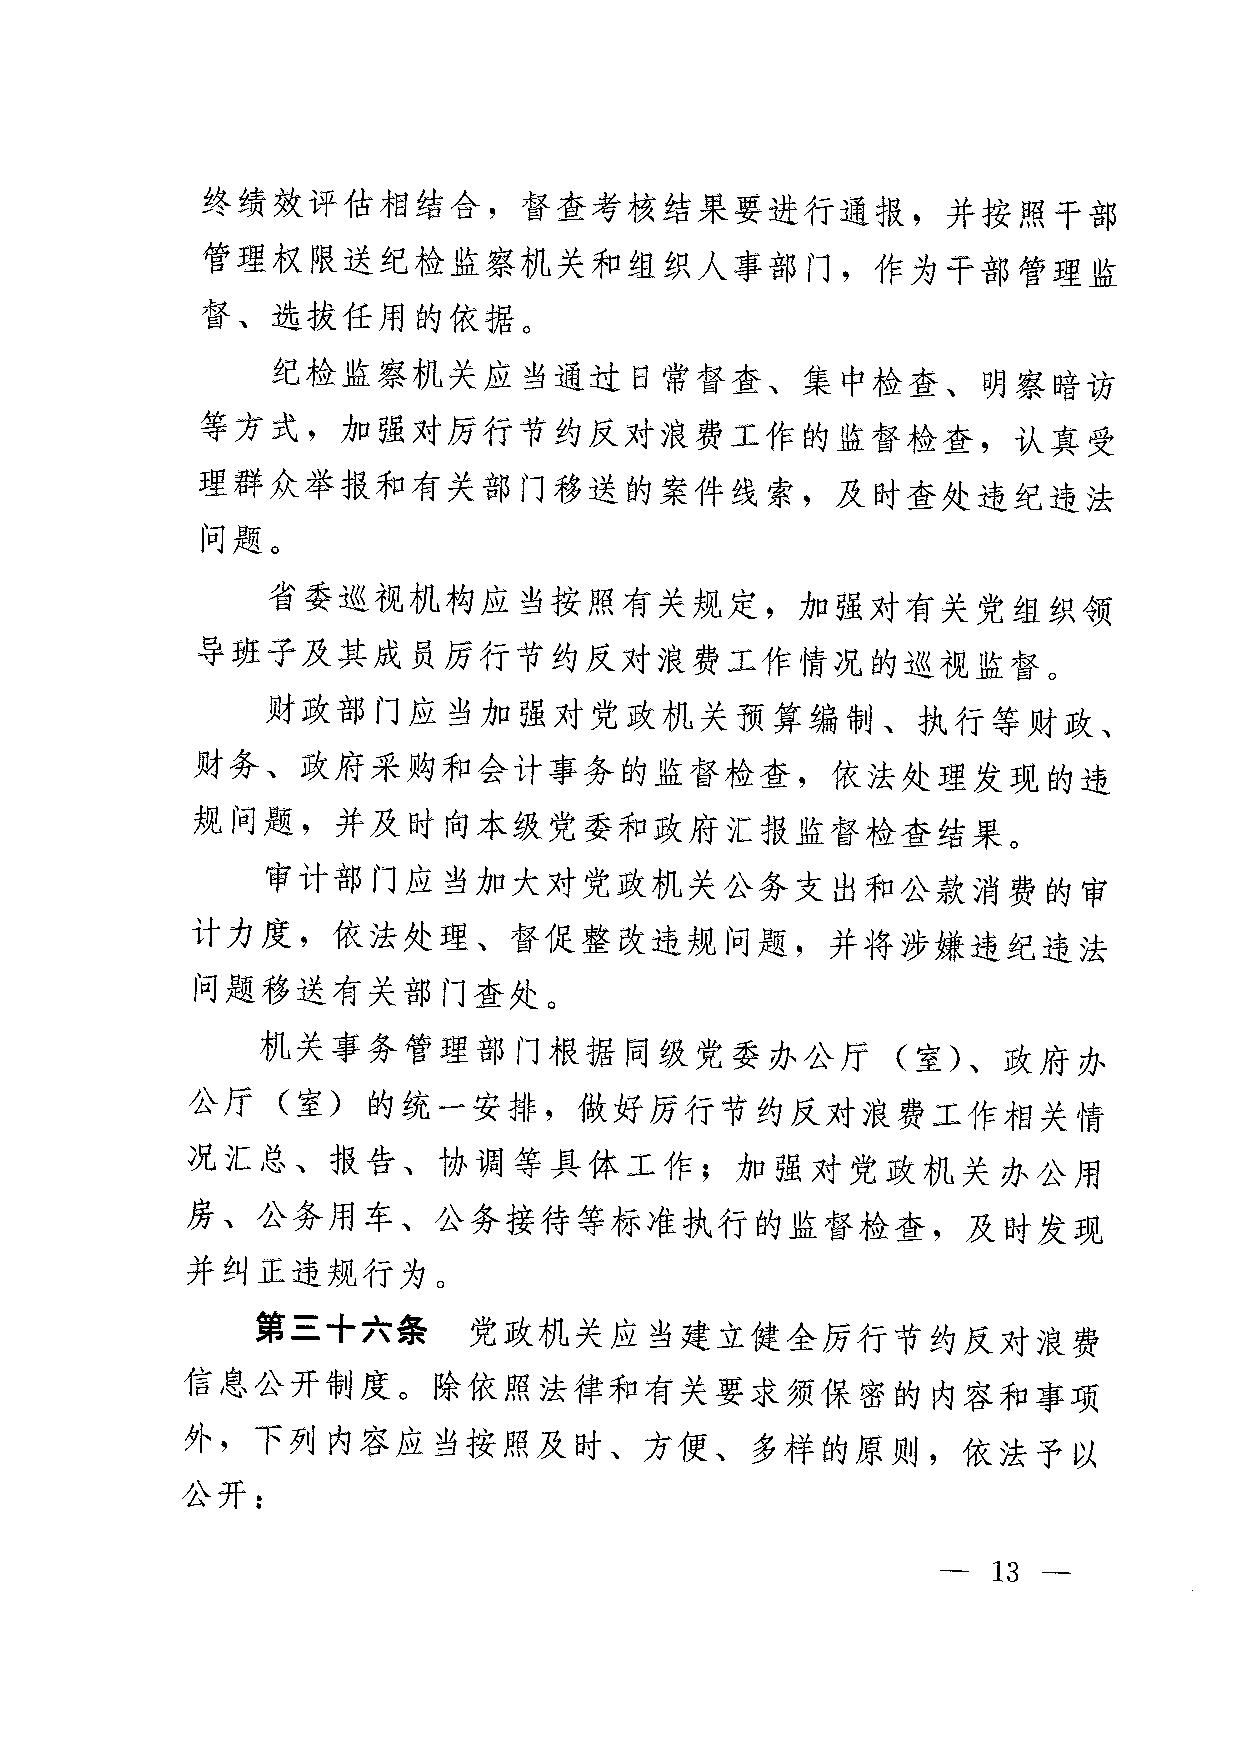 终绩效评估相结合，督查考核结果要进行通报，并按照干部
管理权限送纪检监察机关和组织人事部门，作为干部管理监
督、选拔任用的依据。
纪检监察机关应当通过日常督查、集中检查、明察暗访
等方式，加强对厉行节约反对浪费工作的监督检查，认真受
理群众举报和有关部门移送的案件线索，及时查处违纪违法
问题。
省委巡视机构应当按照有关规定，加强对有关党组织领
导班子及其成员厉行节约反对浪费工作情况的巡视监督。
财政部门应当加强对党政机关预算编制、执行等财政、
财务、政府采购和会计事务的监督检查，依法处理发现的违
规问题，并及时向本级党委和政府汇报监督检查结果。
审计部门应当加大对党政机关公务支出和公款消费的审
计力度，依法处理、督促整改违规问题，并将涉嫌违纪违法
问题移送有关部门查处。
机关事务管理部门根据同级党委办公厅（室）、政府办
公厅（室）的统一安排，做好厉行节约反对浪费工作相关情
况汇总、报告、协调等具体工作；加强对党政机关办公用
房、公务用车、公务接待等标准执行的监督检查，及时发现
并纠正违规行为。
第三十六条 党政机关应当建立健全厉行节约反对浪费
信息公开制度。除依照法律和有关要求须保密的内容和事项
外，下列内容应当按照及时、方便、多样的原则，依法予以
公开：
— 13 —